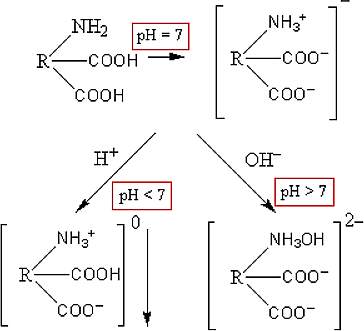 NH2
R COOH
COOH
pH = 7
NH3+ −
R COO−
COO−
H+
OH−
pH < 7
pH > 7
NH3+ 0
R COOH
COO−
NH3OH 2−
R COO−
COO−